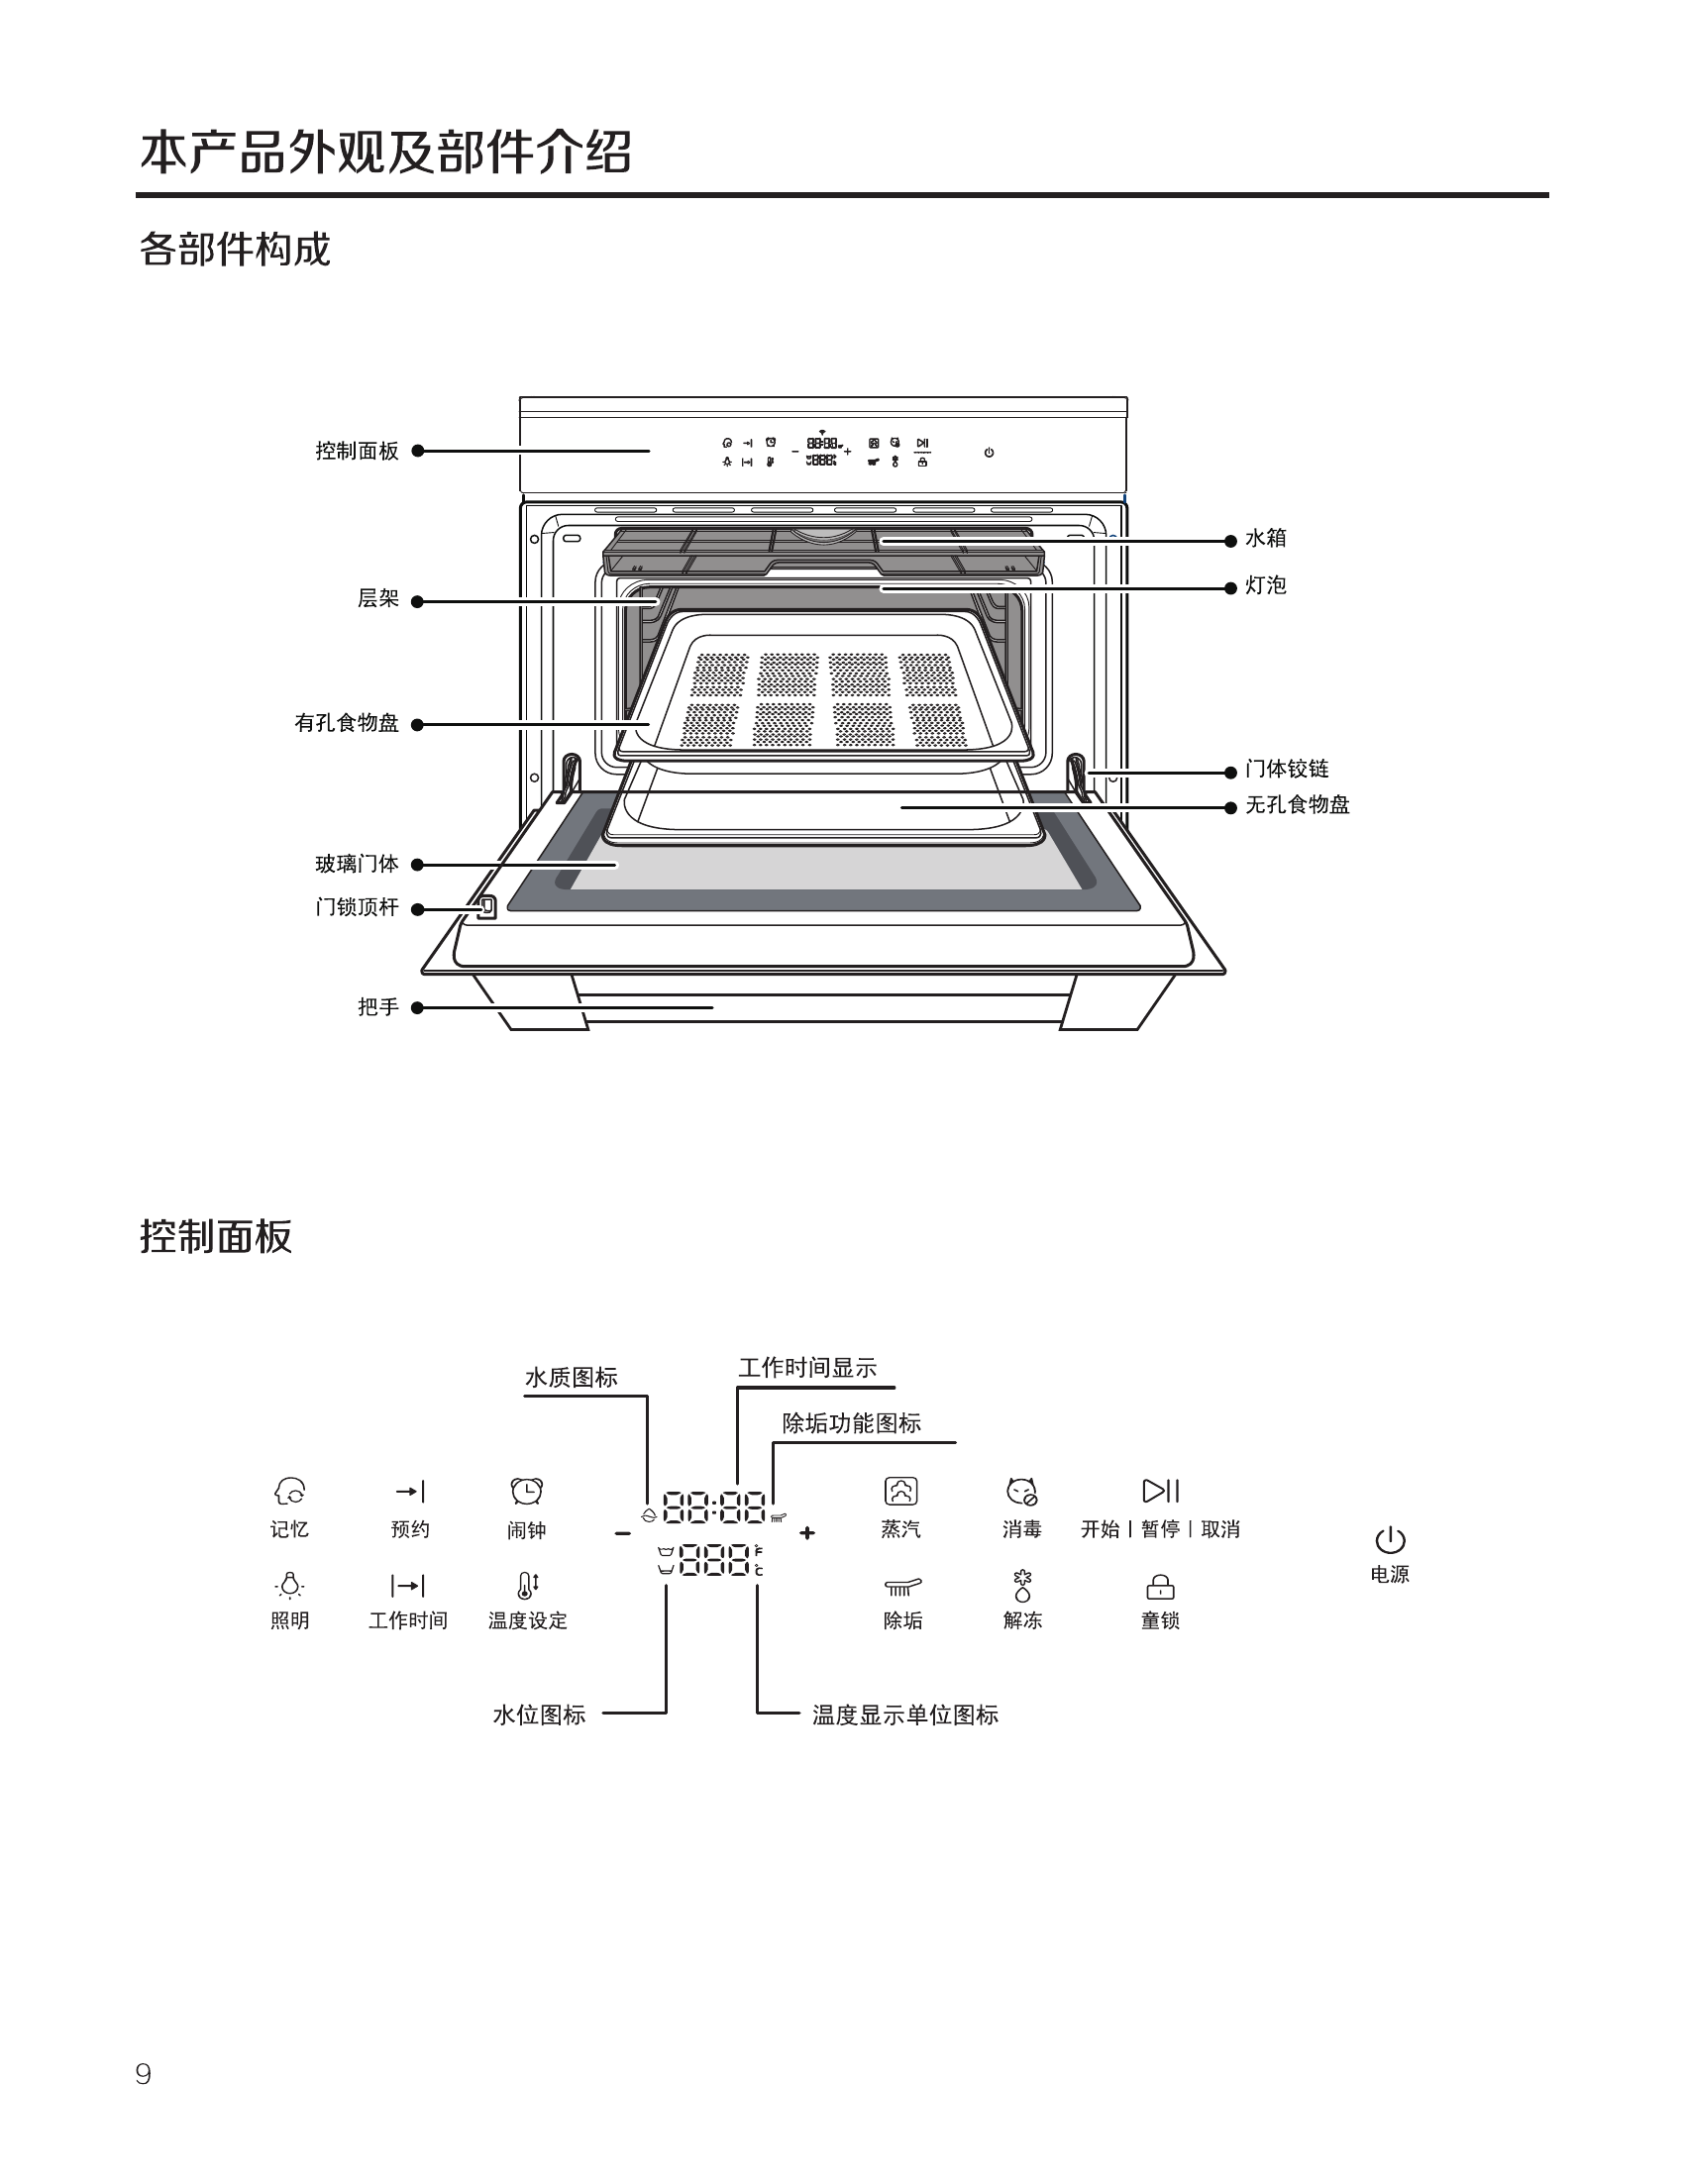 本产品外观及部件介绍
各部件构成
控制面板
水箱
灯泡
层架
有孔食物盘
门体铰链
无孔食物盘
玻璃门体
门锁顶杆
把手
控制面板
水质图标
工作时间显示
除垢功能图标
记忆 预约 闹钟
88:88
- +
888 °F °C
蒸汽 消毒 开始 | 暂停 | 取消
电源
照明 工作时间 温度设定
除垢 解冻 童锁
水位图标
温度显示单位图标
9